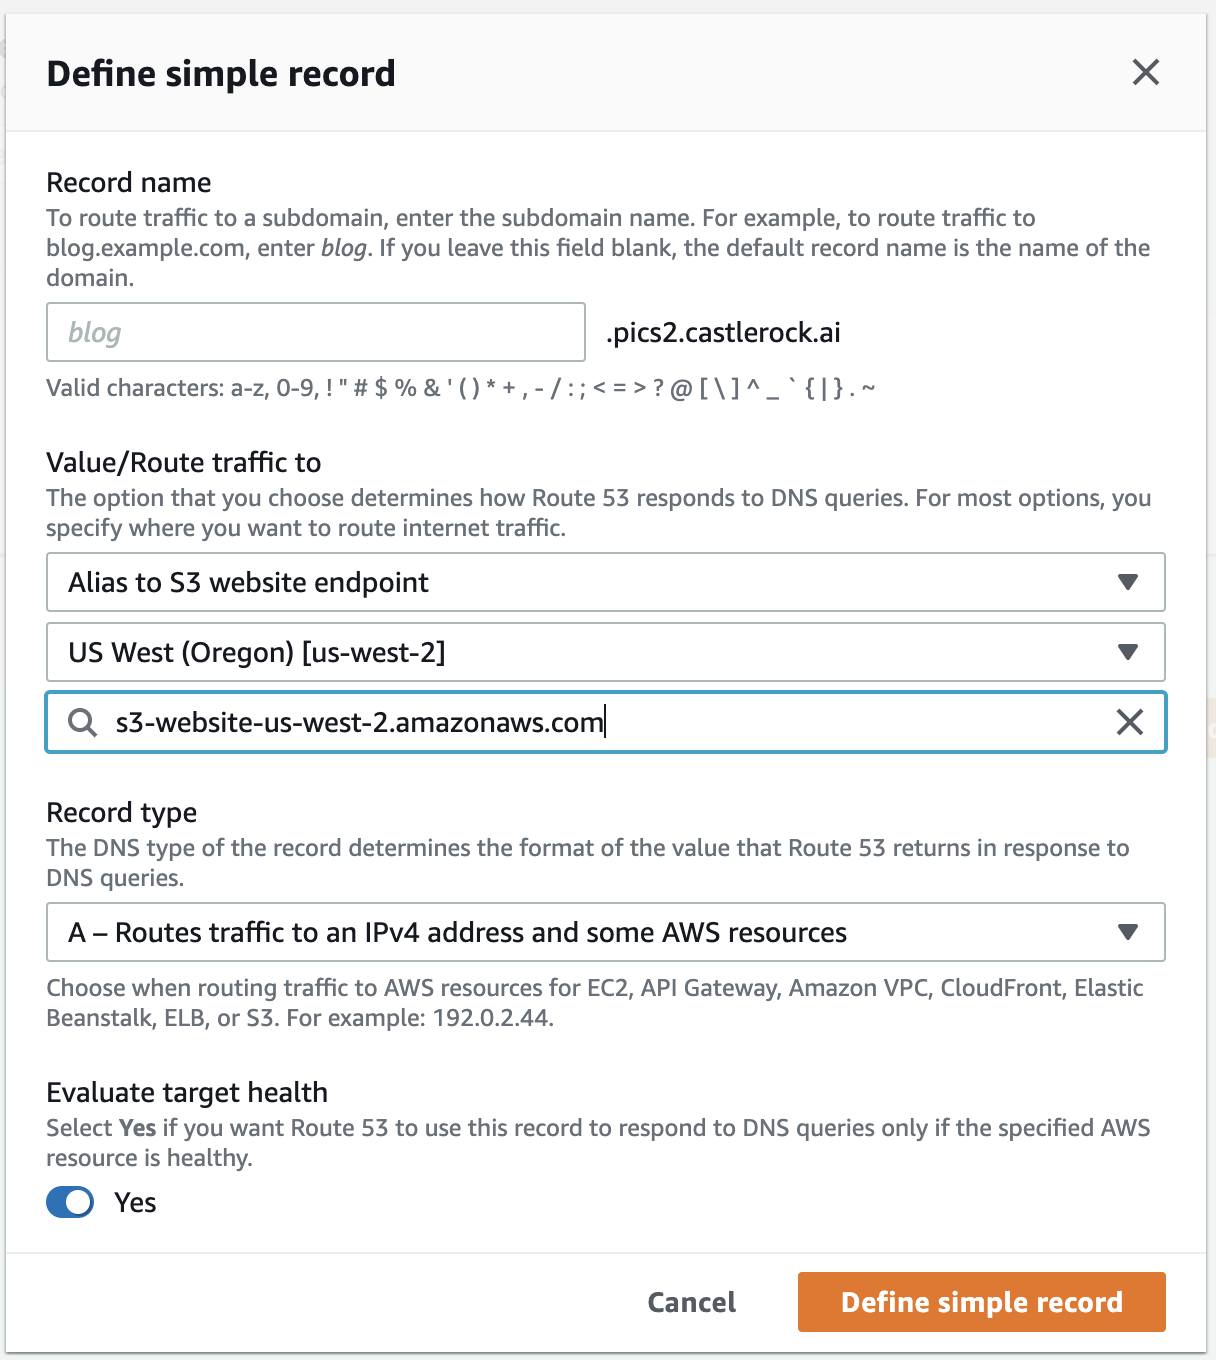 Define simple record
Record name
To route traffic to a subdomain, enter the subdomain name. For example, to route traffic to
blog.example.com, enter blog. If you leave this field blank, the default record name is the name of the
domain.
blog .pics2.castlerock.ai
Valid characters: a-z, 0-9, ! " # $ % & ' ( ) * + , - / : ; < = > ? @ [ \ ] ^ _ ` { | } . ~
Value/Route traffic to
The option that you choose determines how Route 53 responds to DNS queries. For most options, you
specify where you want to route internet traffic.
Alias to S3 website endpoint
US West (Oregon) [us-west-2]
s3-website-us-west-2.amazonaws.com
Record type
The DNS type of the record determines the format of the value that Route 53 returns in response to
DNS queries.
A – Routes traffic to an IPv4 address and some AWS resources
Choose when routing traffic to AWS resources for EC2, API Gateway, Amazon VPC, CloudFront, Elastic
Beanstalk, ELB, or S3. For example: 192.0.2.44.
Evaluate target health
Select Yes if you want Route 53 to use this record to respond to DNS queries only if the specified AWS
resource is healthy.
Yes
Cancel Define simple record